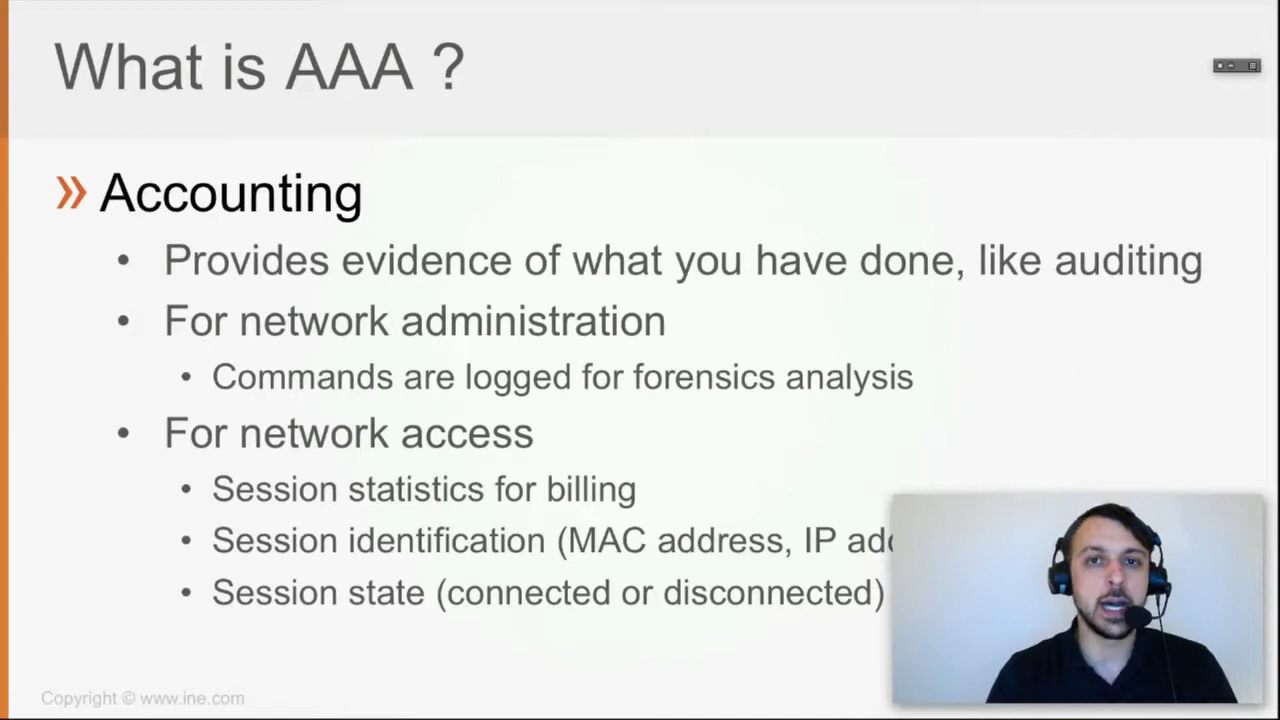 What is AAA ?
» Accounting
• Provides evidence of what you have done, like auditing
• For network administration
• Commands are logged for forensics analysis
• For network access
• Session statistics for billing
• Session identification (MAC address, IP
• Session state (connected or disconnected)
Copyright © www.ine.com